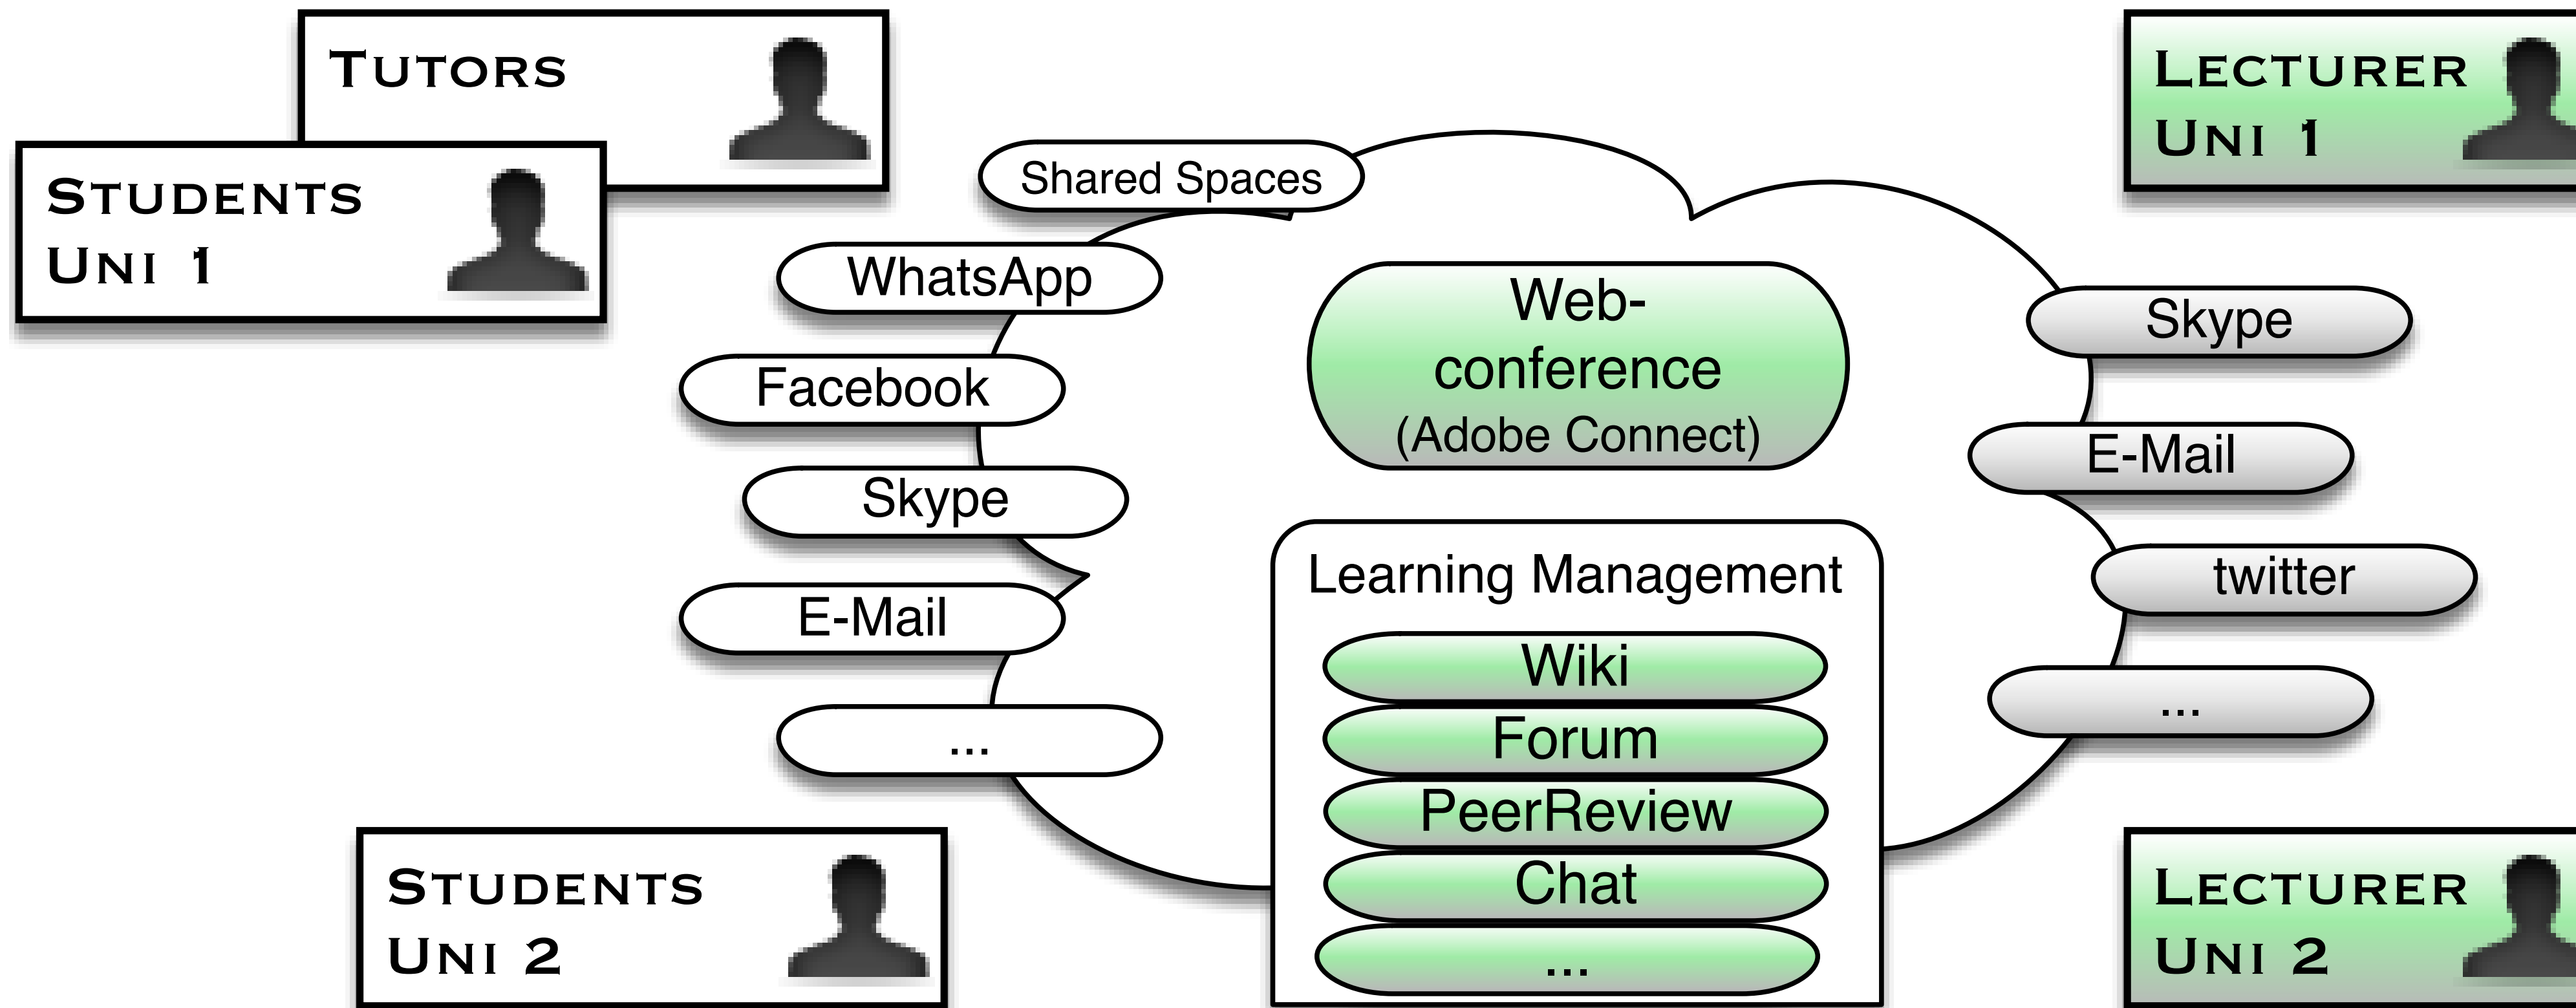 TUTORS
STUDENTS
UNI 1
LECTURER
UNI 1
Shared Spaces
WhatsApp
Facebook
Skype
E-Mail
...
Web-
conference
(Adobe Connect)
Learning Management
Wiki
Forum
PeerReview
Chat
...
Skype
E-Mail
twitter
...
STUDENTS
UNI 2
LECTURER
UNI 2